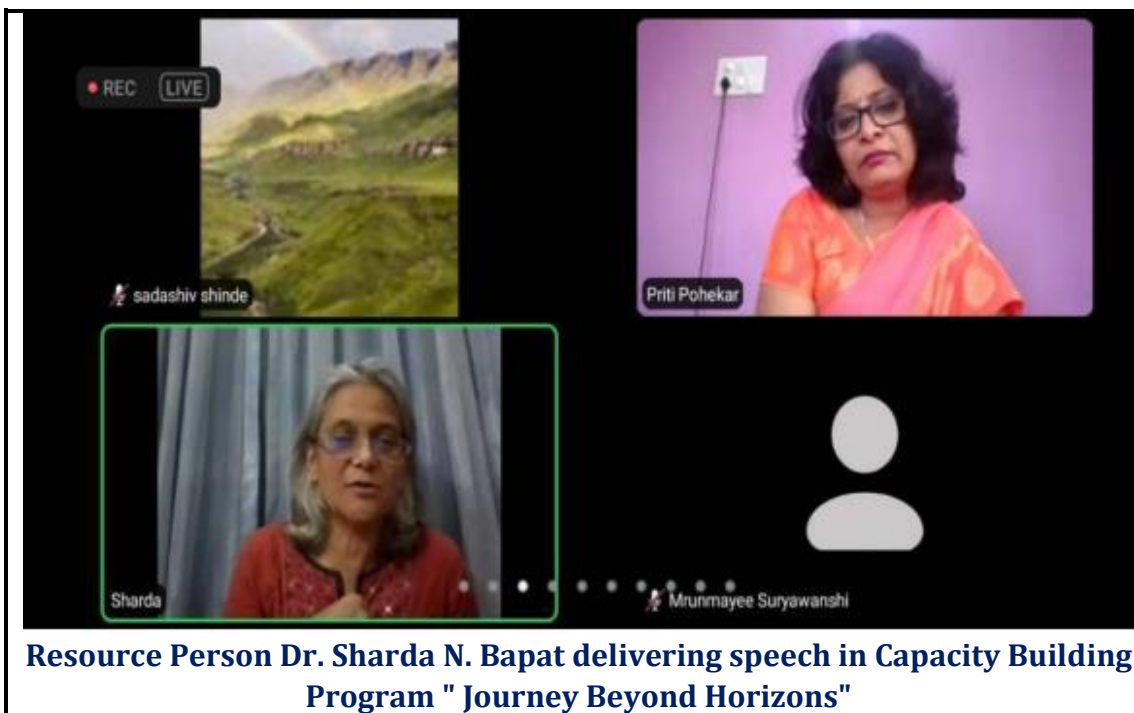 REC LIVE
sadashiv shinde
Priti Pohekar
Sharda
Mrunmayee Suryawanshi
Resource Person Dr. Sharda N. Bapat delivering speech in Capacity Building
Program " Journey Beyond Horizons"